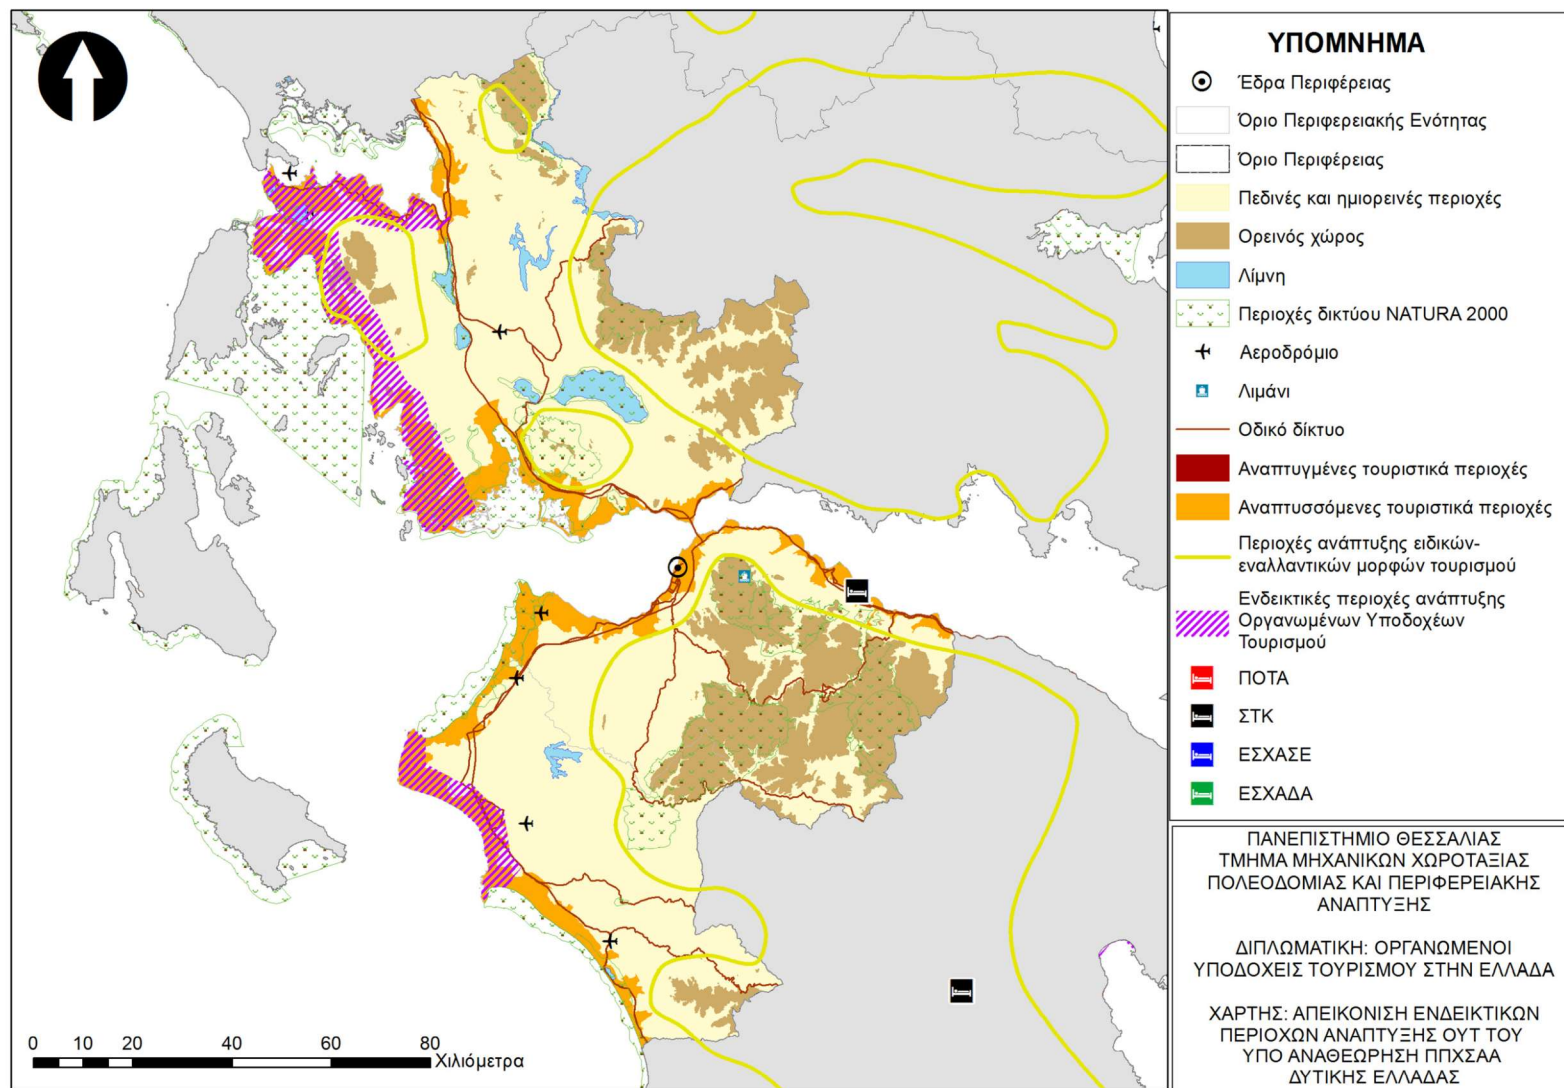 ΥΠΟΜΝΗΜΑ
Έδρα Περιφέρειας
Όριο Περιφερειακής Ενότητας
Όριο Περιφέρειας
Πεδινές και ημιορεινές περιοχές
Ορεινός χώρος
Λίμνη
Περιοχές δικτύου NATURA 2000
Αεροδρόμιο
Λιμάνι
Οδικό δίκτυο
Αναπτυγμένες τουριστικά περιοχές
Αναπτυσσόμενες τουριστικά περιοχές
Περιοχές ανάπτυξης ειδικών-
εναλλαντικών μορφών τουρισμού
Ενδεικτικές περιοχές ανάπτυξης
Οργανωμένων Υποδοχέων
Τουρισμού
ΠΟΤΑ
ΣΤΚ
ΕΣΧΑΣΕ
ΕΣΧΑΔΑ
ΠΑΝΕΠΙΣΤΗΜΙΟ ΘΕΣΣΑΛΙΑΣ
ΤΜΗΜΑ ΜΗΧΑΝΙΚΩΝ ΧΩΡΟΤΑΞΙΑΣ
ΠΟΛΕΟΔΟΜΙΑΣ ΚΑΙ ΠΕΡΙΦΕΡΕΙΑΚΗΣ
ΑΝΑΠΤΥΞΗΣ
ΔΙΠΛΩΜΑΤΙΚΗ: ΟΡΓΑΝΩΜΕΝΟΙ
ΥΠΟΔΟΧΕΙΣ ΤΟΥΡΙΣΜΟΥ ΣΤΗΝ ΕΛΛΑΔΑ
ΧΑΡΤΗΣ: ΑΠΕΙΚΟΝΙΣΗ ΕΝΔΕΙΚΤΙΚΩΝ
ΠΕΡΙΟΧΩΝ ΑΝΑΠΤΥΞΗΣ ΟΥΤ ΤΟΥ
ΥΠΟ ΑΝΑΘΕΩΡΗΣΗ ΠΠΧΣΑΑ
ΔΥΤΙΚΗΣ ΕΛΛΑΔΑΣ
0 10 20 40 60 80
Χιλιόμετρα